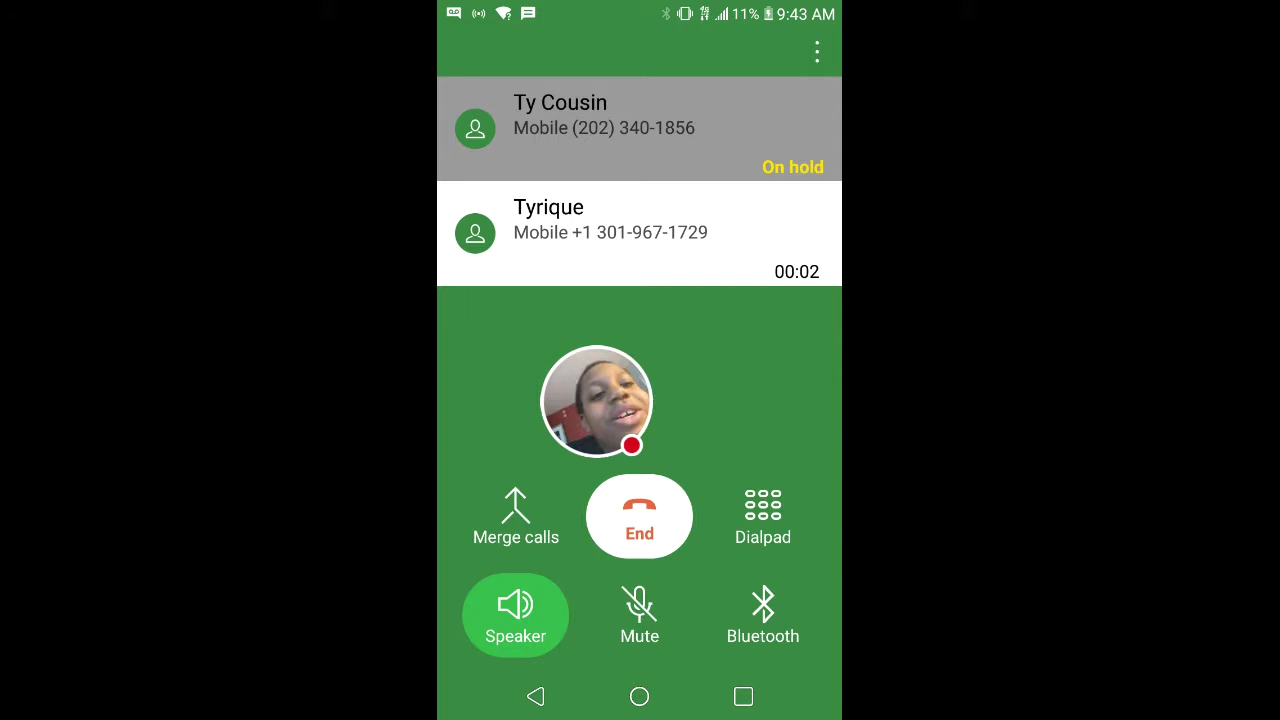 11% 9:43 AM
Ty Cousin
Mobile (202) 340-1856
On hold
Tyrique
Mobile +1 301-967-1729
00:02
Merge calls
End
Dialpad
Speaker
Mute
Bluetooth